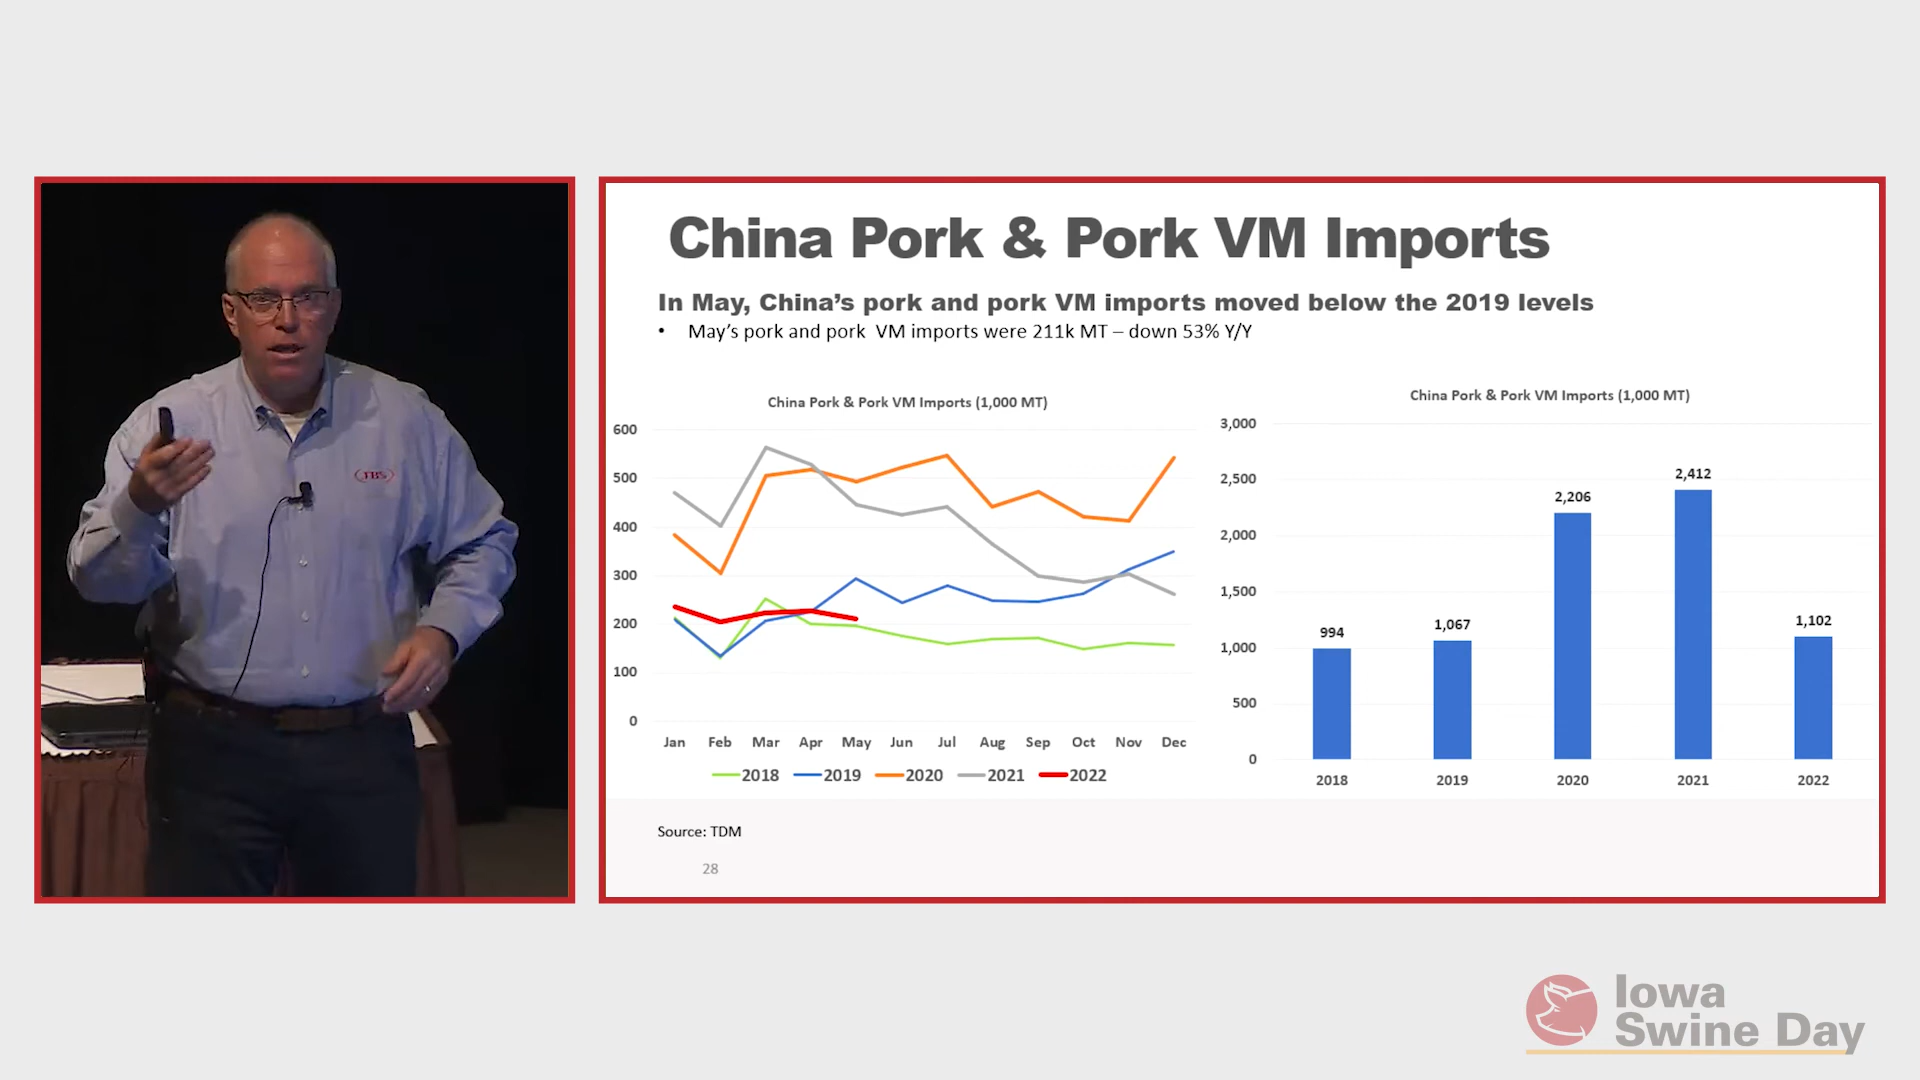 JBS
China Pork & Pork VM Imports
In May, China's pork and pork VM imports moved below the 2019 levels
• May's pork and pork VM imports were 211k MT – down 53% Y/Y
China Pork & Pork VM Imports (1,000 MT)
600
500
400
300
200
100
0
Jan Feb Mar Apr May Jun Jul Aug Sep Oct Nov Dec
2018 2019 2020 2021 2022
China Pork & Pork VM Imports (1,000 MT)
3,000
2,500
2,000
1,500
1,000
500
0
994 1,067 2,206 2,412 1,102
2018 2019 2020 2021 2022
Source: TDM
28
Iowa
Swine Day